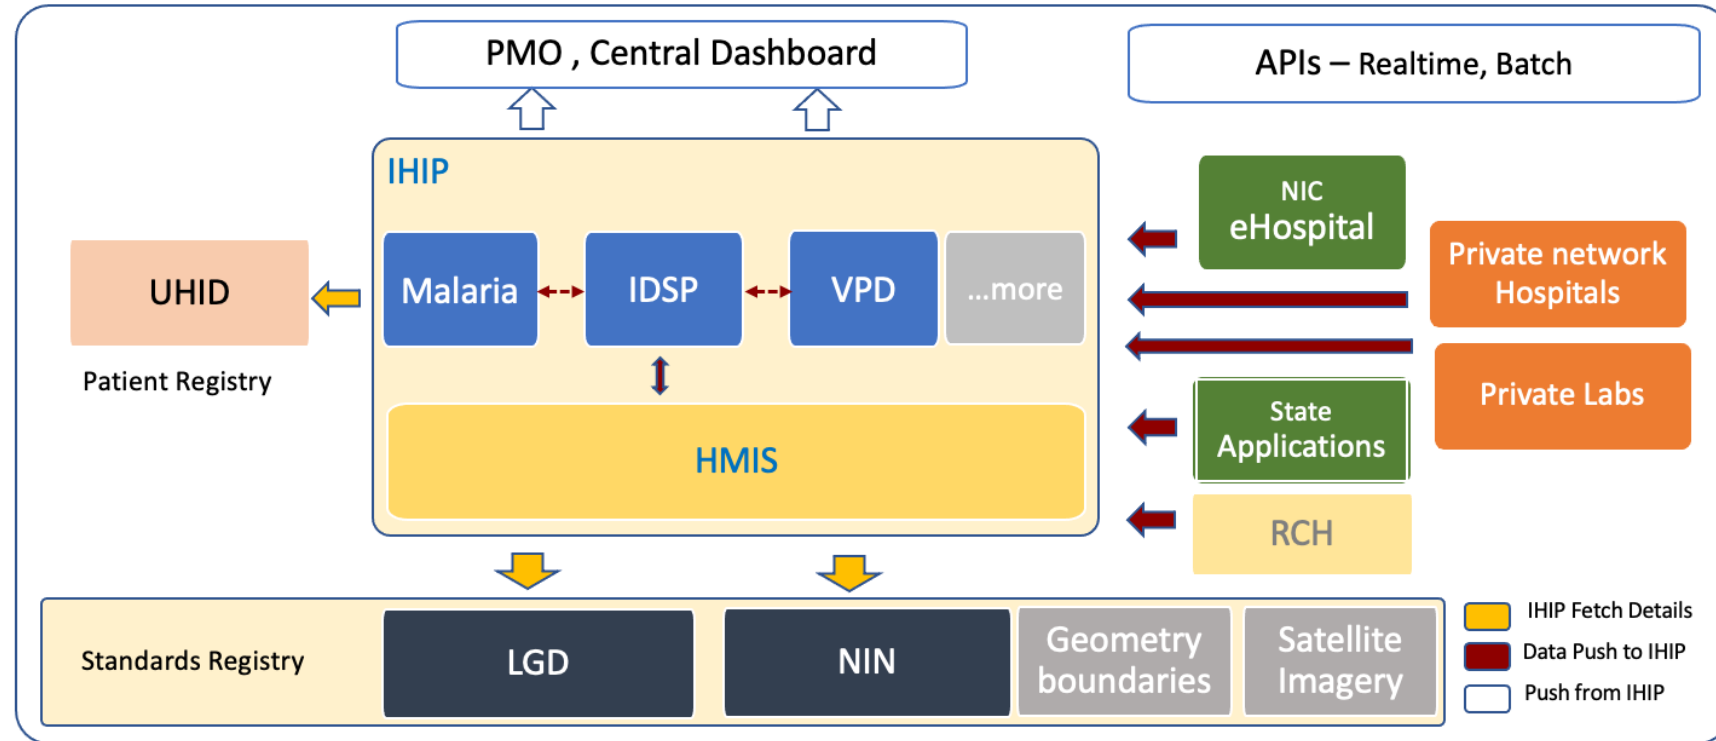 PMO , Central Dashboard
APIs – Realtime, Batch
IHIP
NIC
eHospital
Private network
Hospitals
UHID
Malaria
IDSP
VPD
...more
Patient Registry
Private Labs
State
Applications
HMIS
RCH
Standards Registry
LGD
NIN
Geometry
boundaries
Satellite
Imagery
IHIP Fetch Details
Data Push to IHIP
Push from IHIP